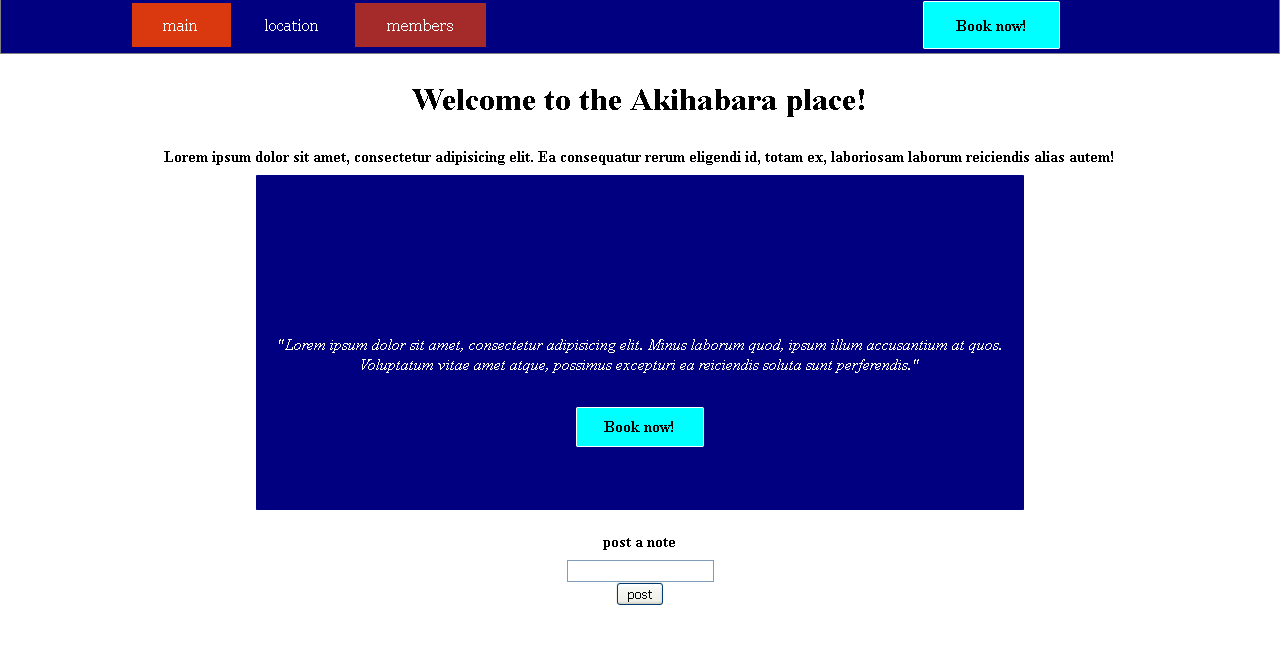 main location members Book now!
Welcome to the Akihabara place!
Lorem ipsum dolor sit amet, consectetur adipisicing elit. Ea consequatur rerum eligendi id, totam ex, laboriosam laborum reiciendis alias autem!
"Lorem ipsum dolor sit amet, consectetur adipisicing elit. Minus laborum quod, ipsum illum accusantium at quos.
Voluptatum vitae amet atque, possimus excepturi ea reiciendis soluta sunt perferendis."
Book now!
post a note
post